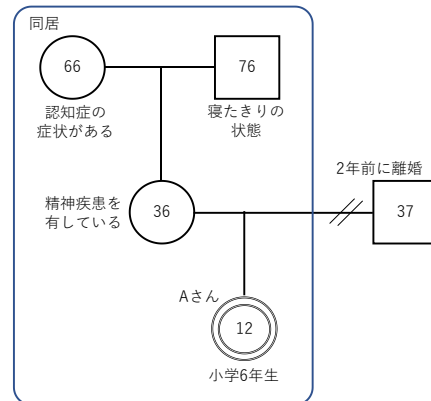 同居
66
76
認知症の
症状がある
寝たきりの
状態
2年前に離婚
精神疾患を
有している
36
37
Aさん
12
小学6年生